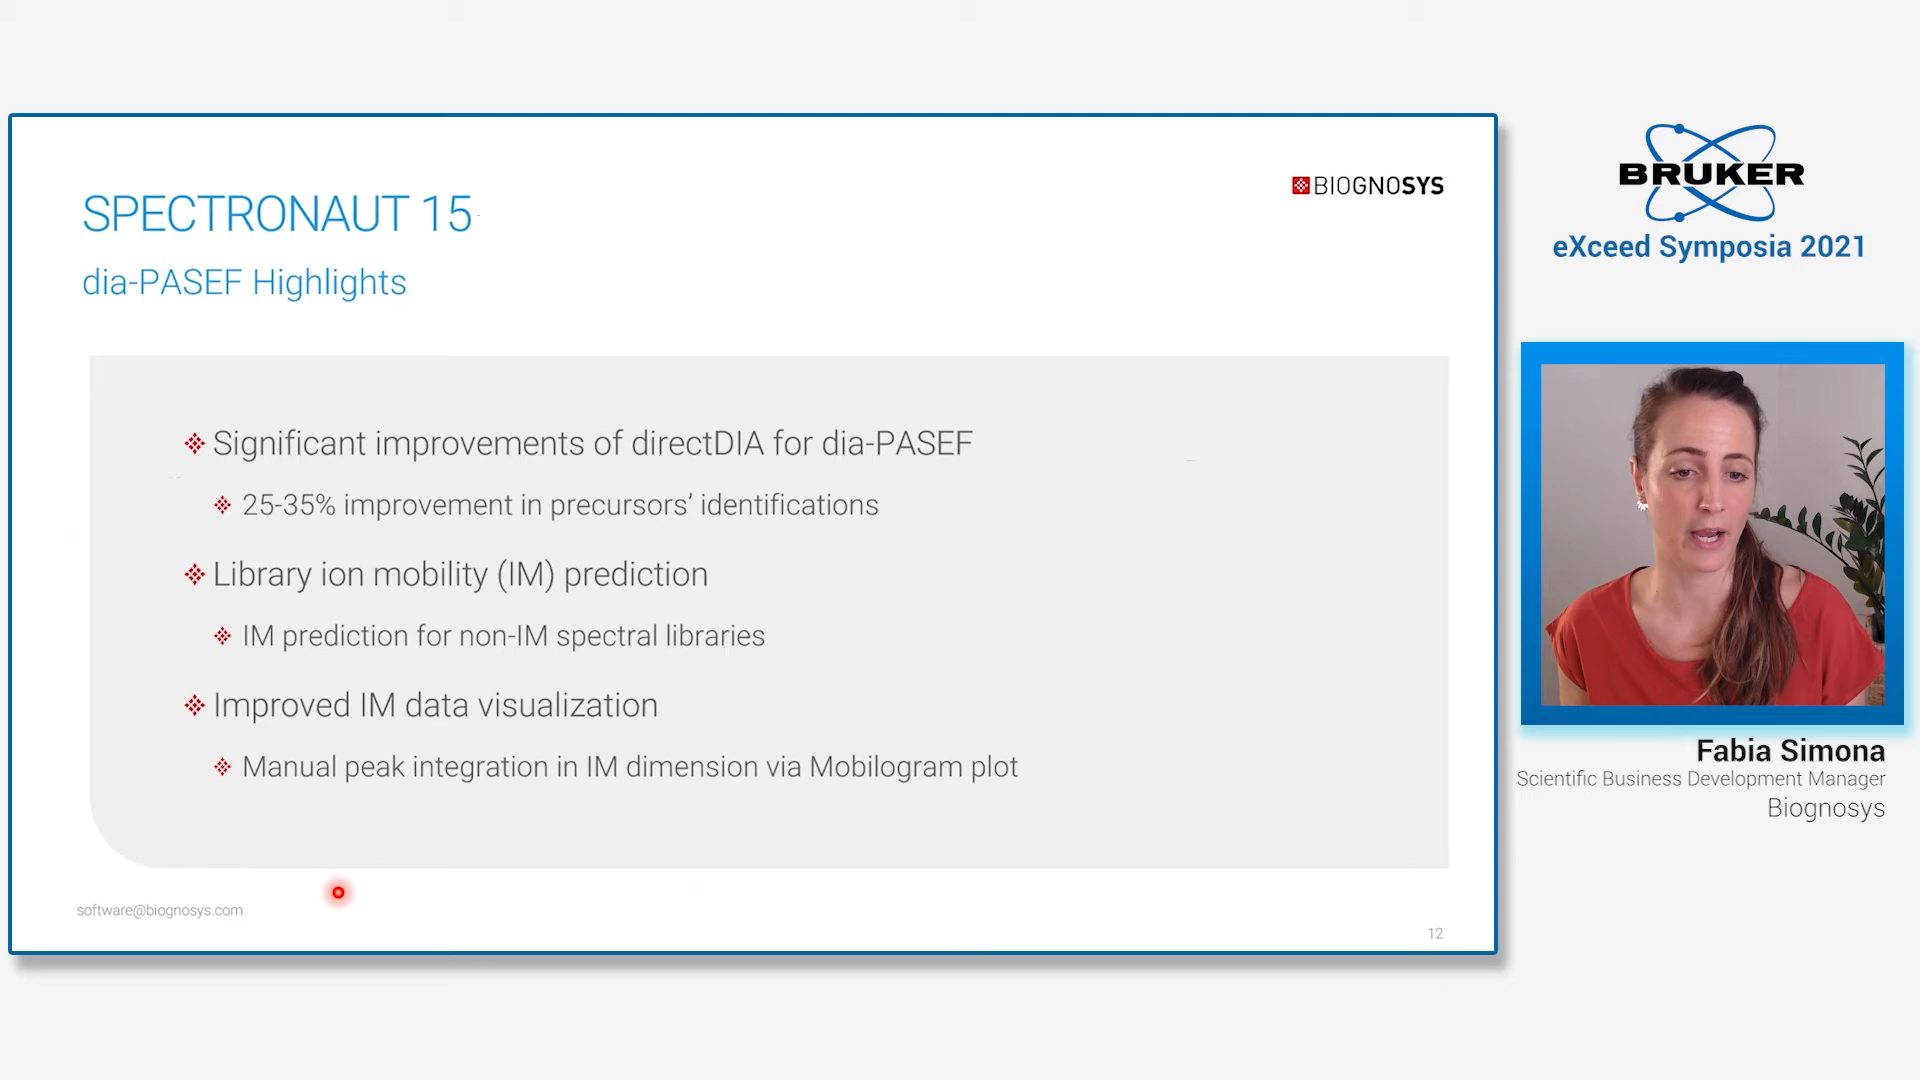 SPECTRONAUT 15
dia-PASEF Highlights
BIOGNOSYS
Significant improvements of directDIA for dia-PASEF
25-35% improvement in precursors’ identifications
Library ion mobility (IM) prediction
IM prediction for non-IM spectral libraries
Improved IM data visualization
Manual peak integration in IM dimension via Mobilogram plot
software@biognosys.com
12
BRUKER
eXceed Symposia 2021
Fabia Simona
Scientific Business Development Manager
Biognosys